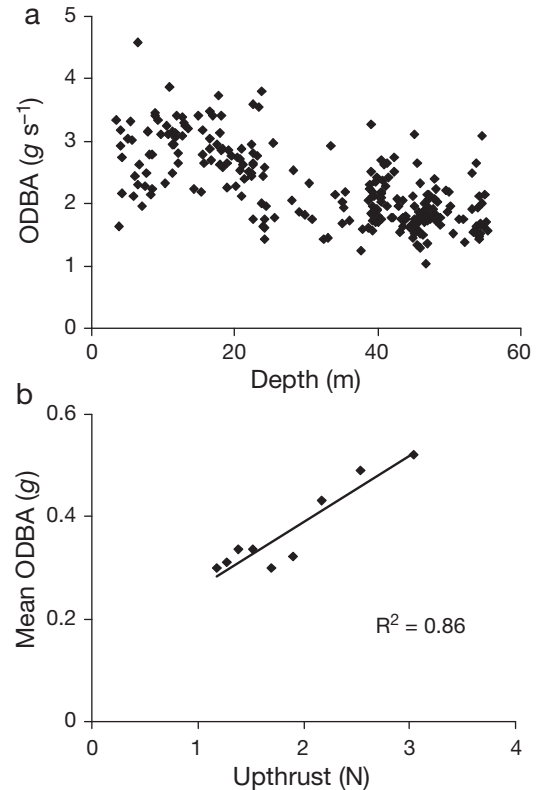 a
5
4
3
2
1
0
ODBA (g s–1)
0
20
40
60
Depth (m)
b
0.6
0.4
0.2
0
Mean ODBA (g)
R2 = 0.86
0
1
2
3
4
Upthrust (N)